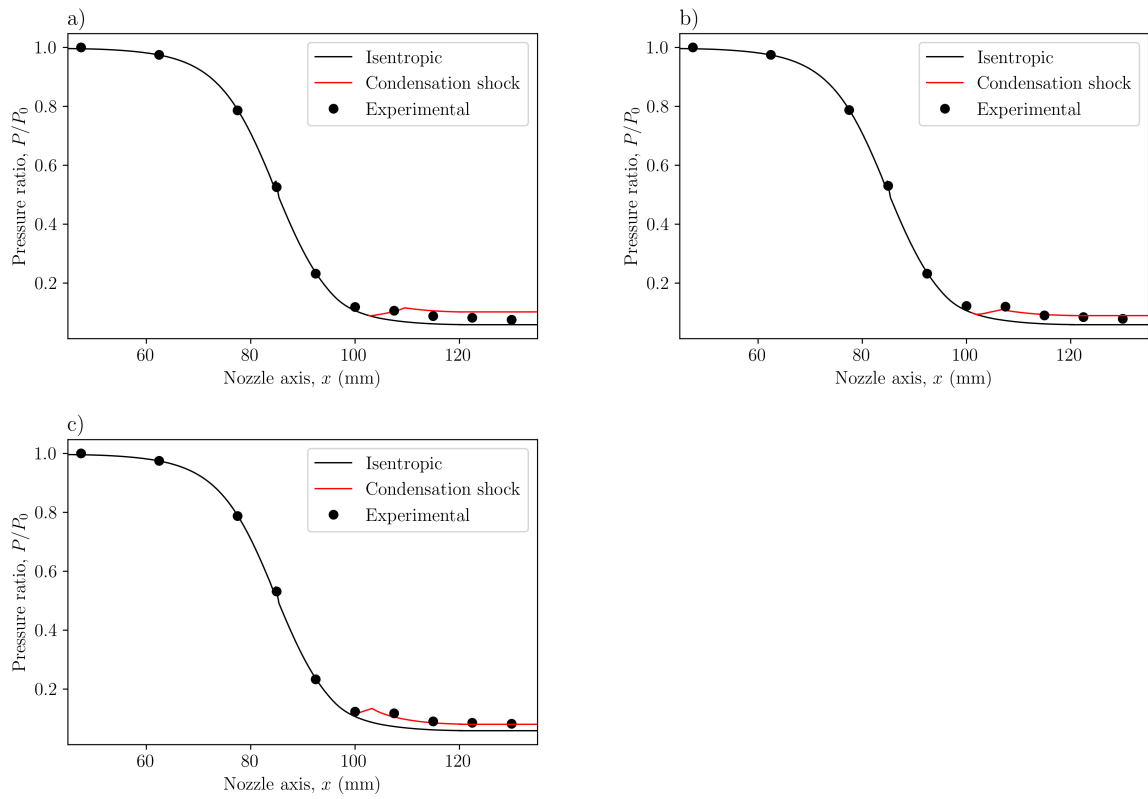 a)
1.0
0.8
0.6
0.4
0.2
Pressure ratio, P/P0
60
80
100
120
Nozzle axis, x (mm)
Isentropic
Condensation shock
Experimental
b)
1.0
0.8
0.6
0.4
0.2
Pressure ratio, P/P0
60
80
100
120
Nozzle axis, x (mm)
Isentropic
Condensation shock
Experimental
c)
1.0
0.8
0.6
0.4
0.2
Pressure ratio, P/P0
60
80
100
120
Nozzle axis, x (mm)
Isentropic
Condensation shock
Experimental